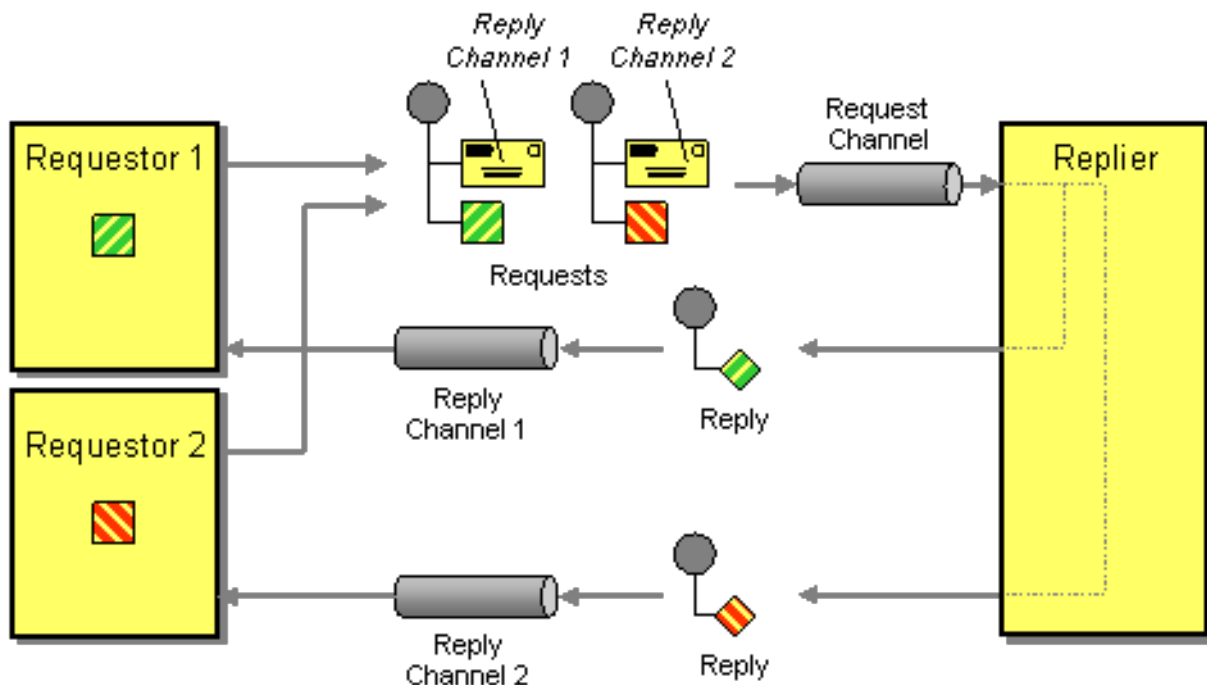 Reply
Channel 1
Reply
Channel 2
Request
Channel
Requestor 1
Replier
Requests
Reply
Channel 1
Reply
Requestor 2
Reply
Channel 2
Reply